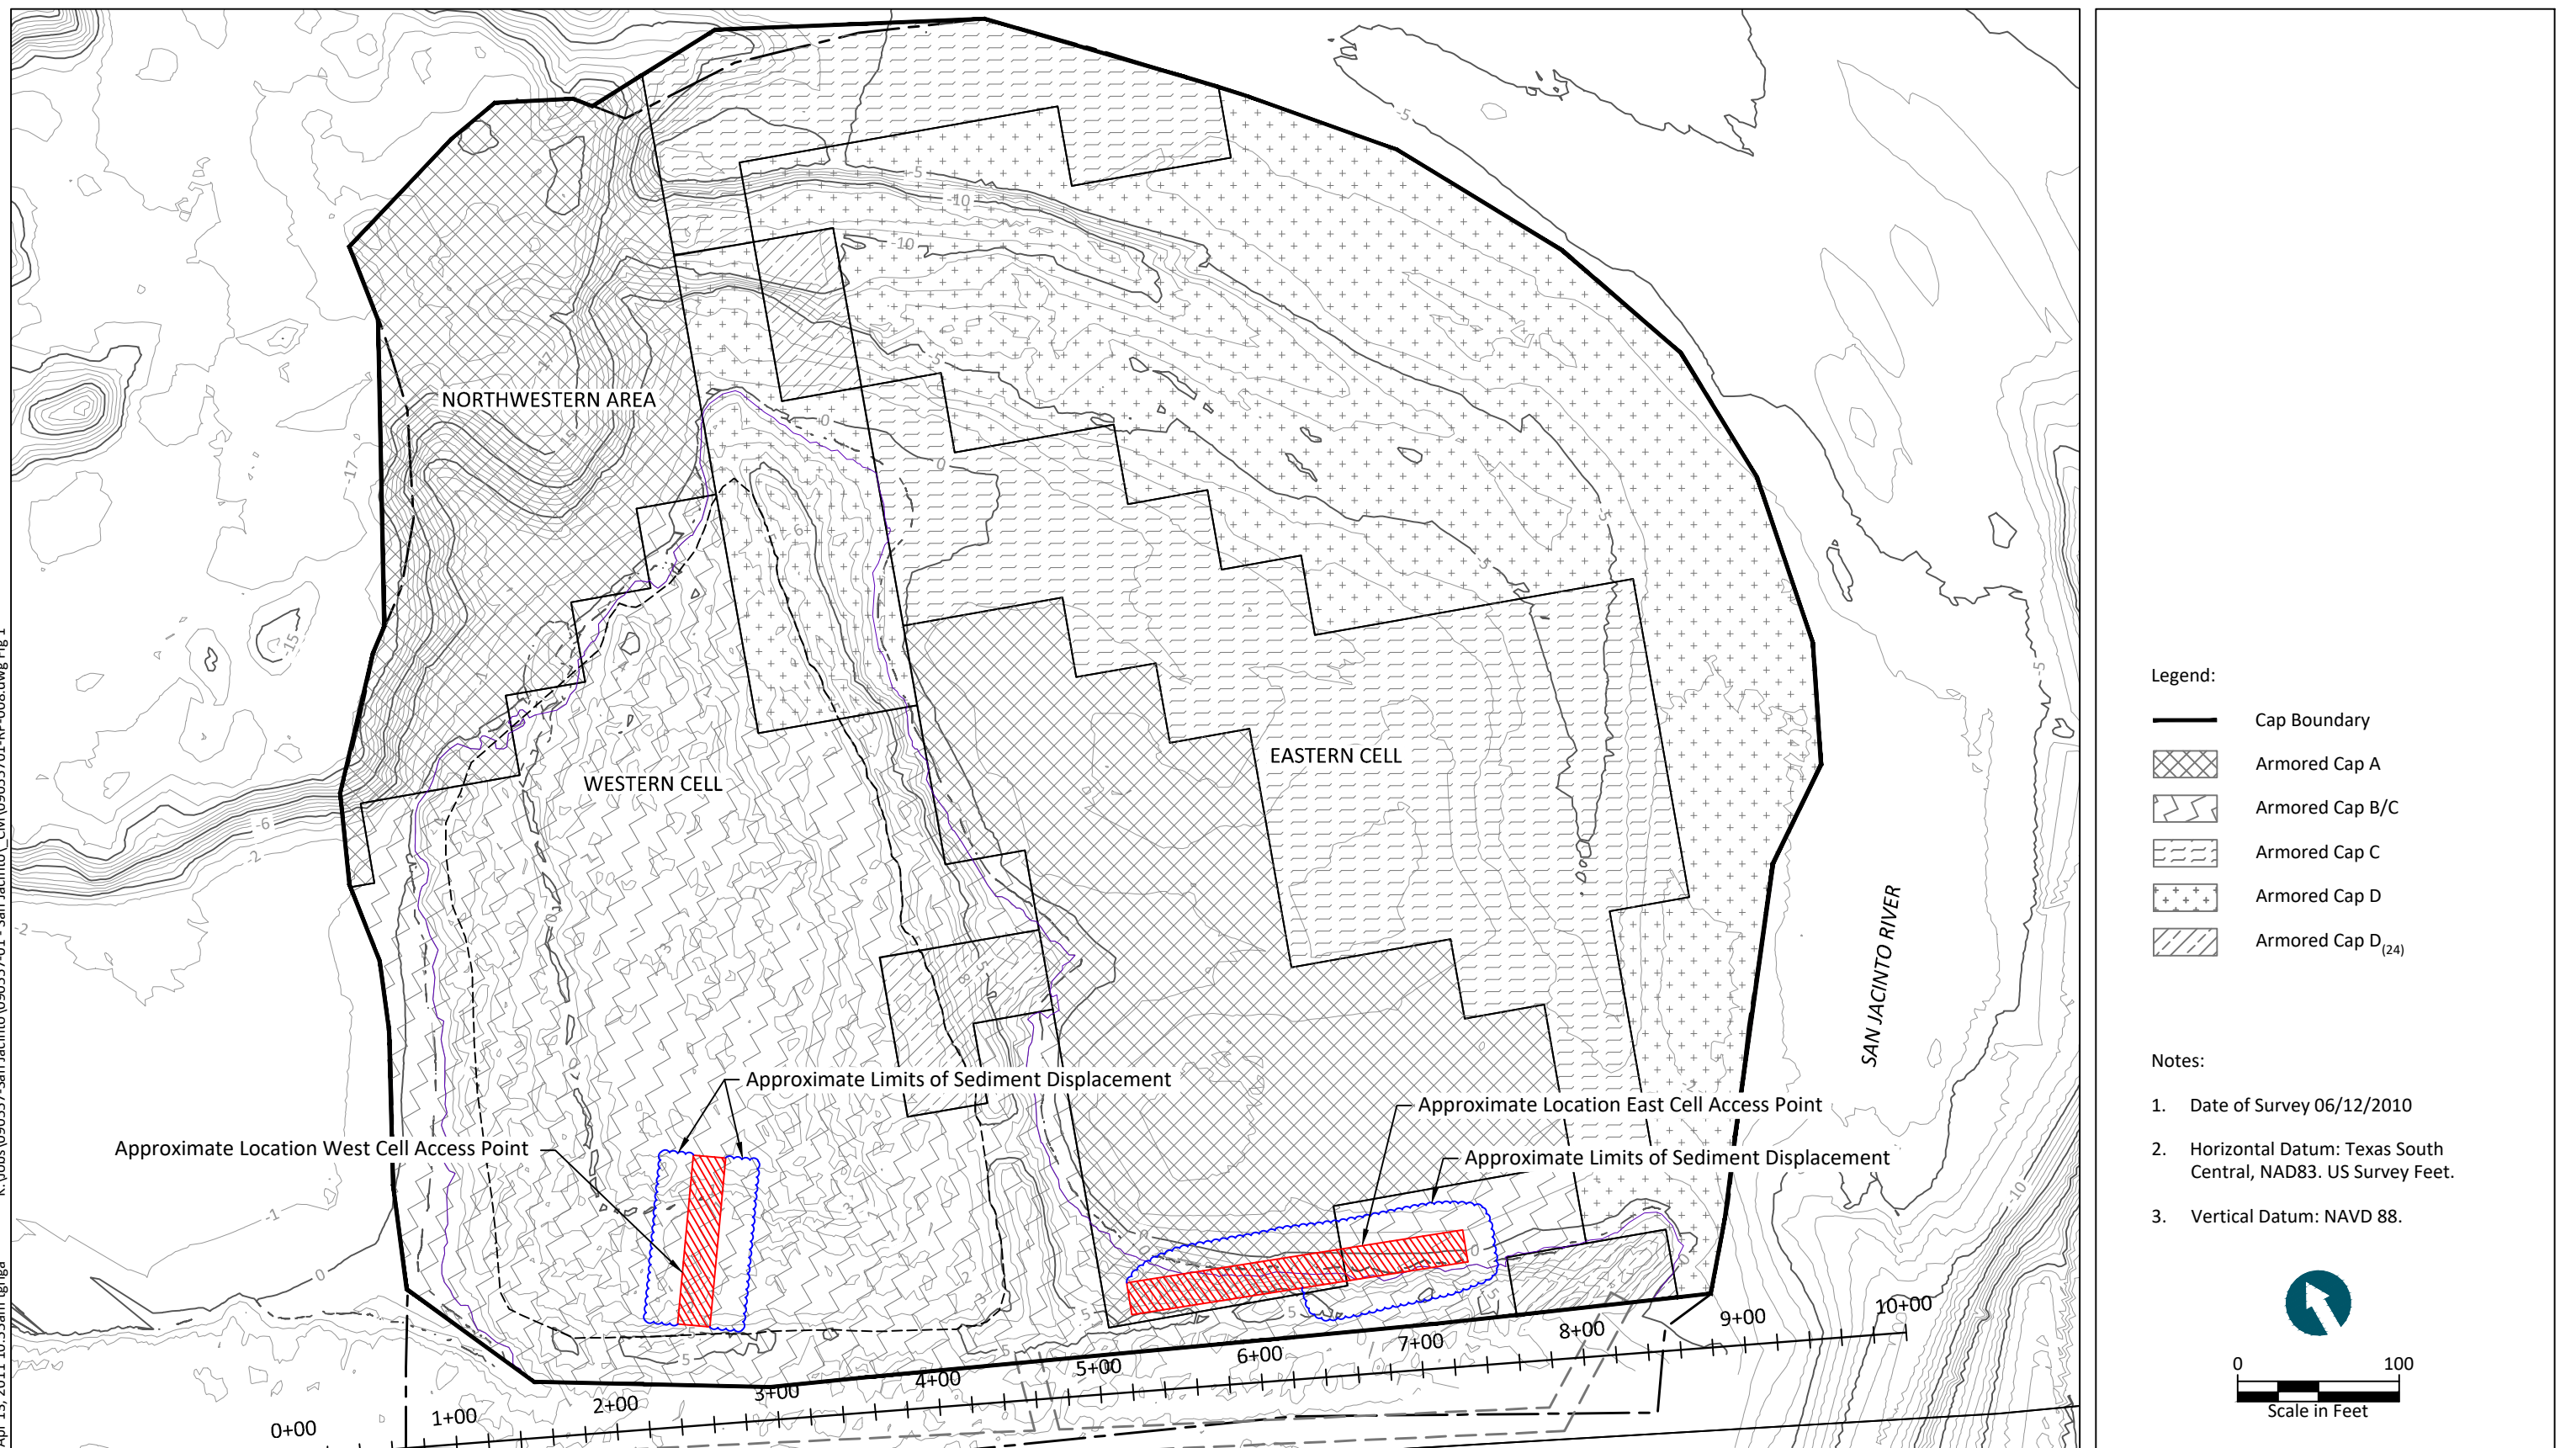 NORTHWESTERN AREA
WESTERN CELL
EASTERN CELL
SAN JACINTO RIVER
Approximate Limits of Sediment Displacement
Approximate Location West Cell Access Point
Approximate Location East Cell Access Point
Approximate Limits of Sediment Displacement
0+00
1+00
2+00
3+00
4+00
5+00
6+00
7+00
8+00
9+00
10+00
-5
-5
-10
-10
-5
-5
-5
-5
-10
-17
-17
-15
-6
-2
-2
-1
0
0
0
Legend:
Cap Boundary
Armored Cap A
Armored Cap B/C
Armored Cap C
Armored Cap D
Armored Cap D(24)
Notes:
1. Date of Survey 06/12/2010
2. Horizontal Datum: Texas South
Central, NAD83. US Survey Feet.
3. Vertical Datum: NAVD 88.
0 100
Scale in Feet